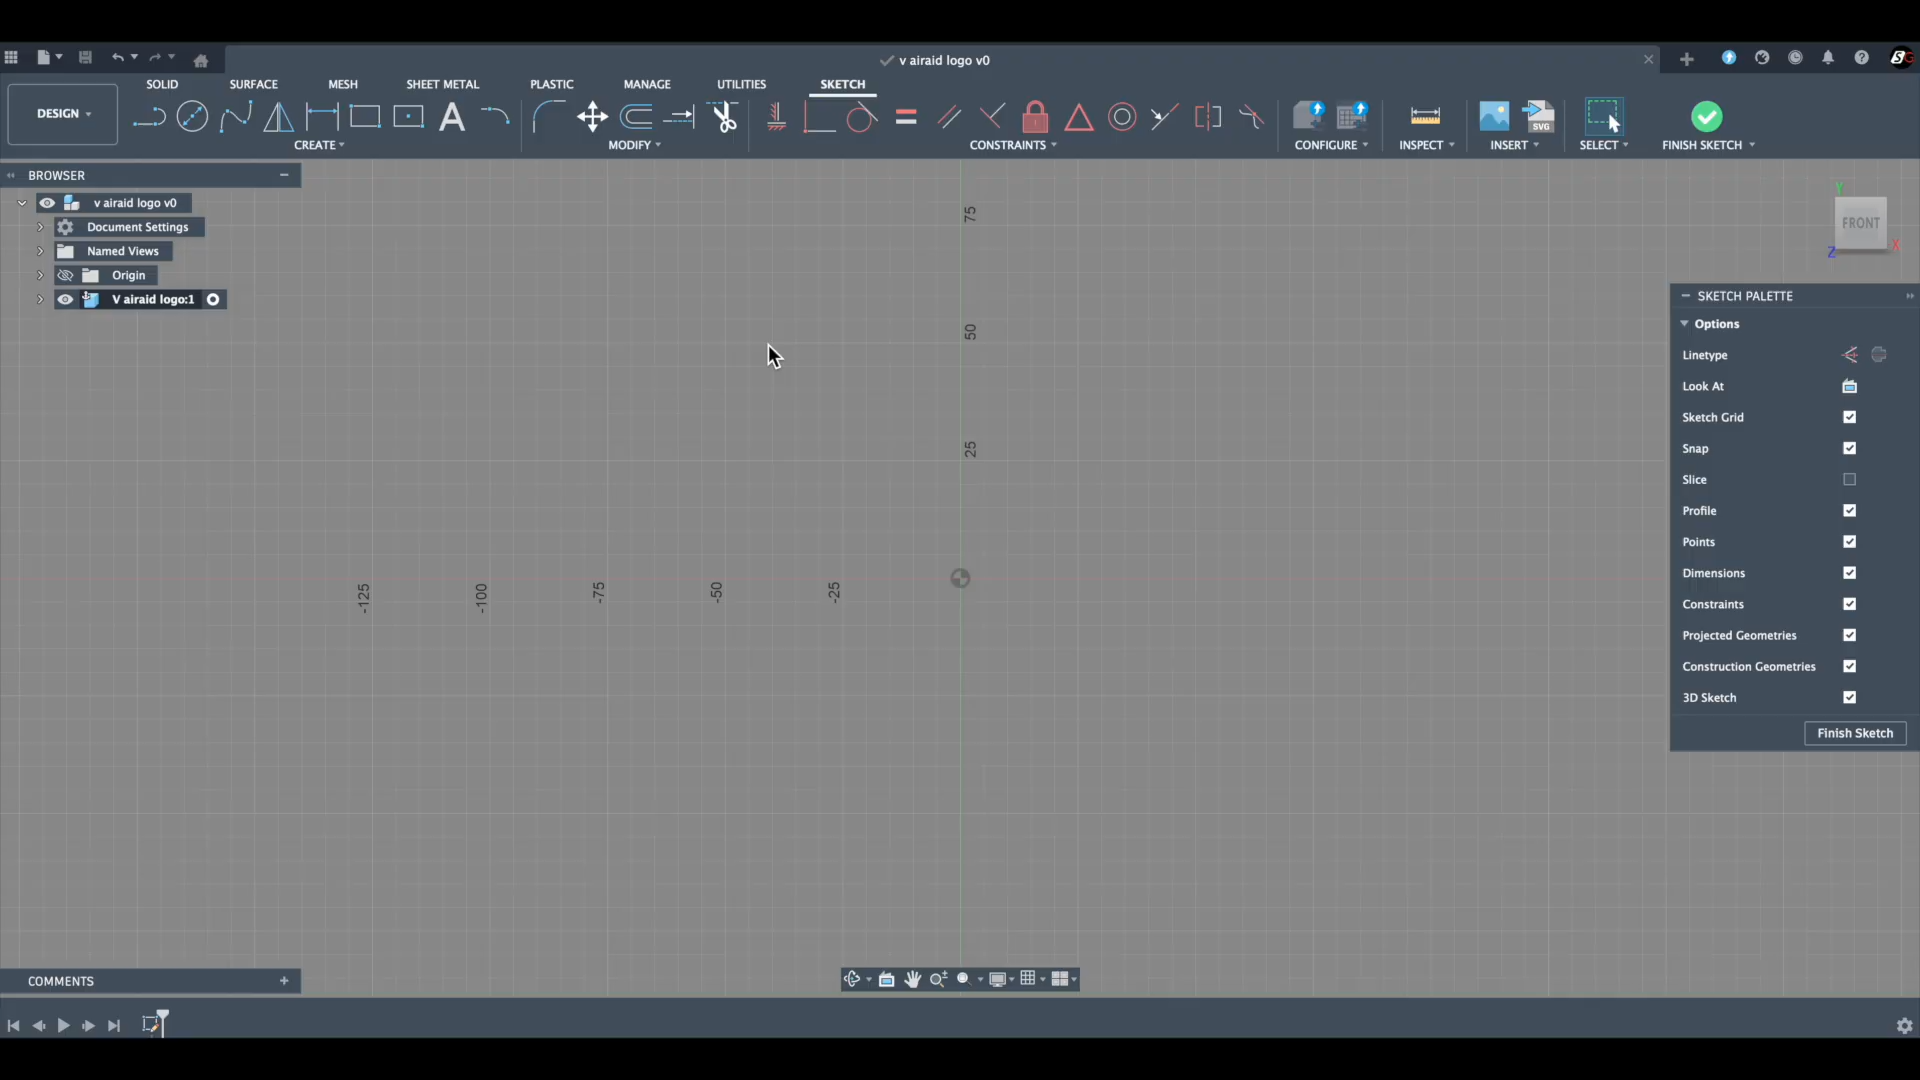 v airaid logo v0
SOLID SURFACE MESH SHEET METAL PLASTIC MANAGE UTILITIES SKETCH
DESIGN
SVG
CREATE MODIFY CONSTRAINTS CONFIGURE INSPECT INSERT SELECT FINISH SKETCH
BROWSER
v airaid logo v0
Document Settings
Named Views
Origin
V airaid logo:1
75
50
25
-125
-100
-75
-50
-25
Y
FRONT
X
Z
SKETCH PALETTE
Options
Linetype
Look At
Sketch Grid
Snap
Slice
Profile
Points
Dimensions
Constraints
Projected Geometries
Construction Geometries
3D Sketch
Finish Sketch
COMMENTS